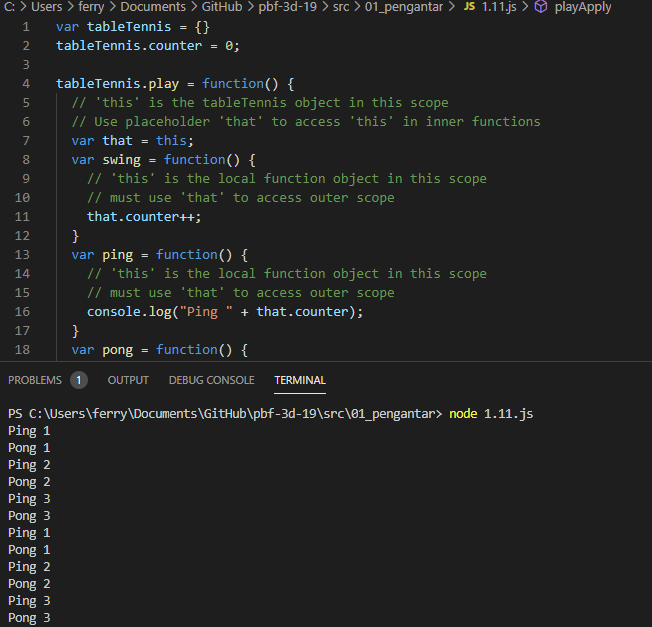 C: > Users > ferry > Documents > GitHub > pbf-3d-19 > src > 01_pengantar > JS 1.11.js > playApply
1 var tableTennis = {}
2 tableTennis.counter = 0;
3
4 tableTennis.play = function() {
5 // 'this' is the tableTennis object in this scope
6 // Use placeholder 'that' to access 'this' in inner functions
7 var that = this;
8 var swing = function() {
9 // 'this' is the local function object in this scope
10 // must use 'that' to access outer scope
11 that.counter++;
12 }
13 var ping = function() {
14 // 'this' is the local function object in this scope
15 // must use 'that' to access outer scope
16 console.log("Ping " + that.counter);
17 }
18 var pong = function() {
PROBLEMS 1 OUTPUT DEBUG CONSOLE TERMINAL
PS C:\Users\ferry\Documents\GitHub\pbf-3d-19\src\01_pengantar> node 1.11.js
Ping 1
Pong 1
Ping 2
Pong 2
Ping 3
Pong 3
Ping 1
Pong 1
Ping 2
Pong 2
Ping 3
Pong 3